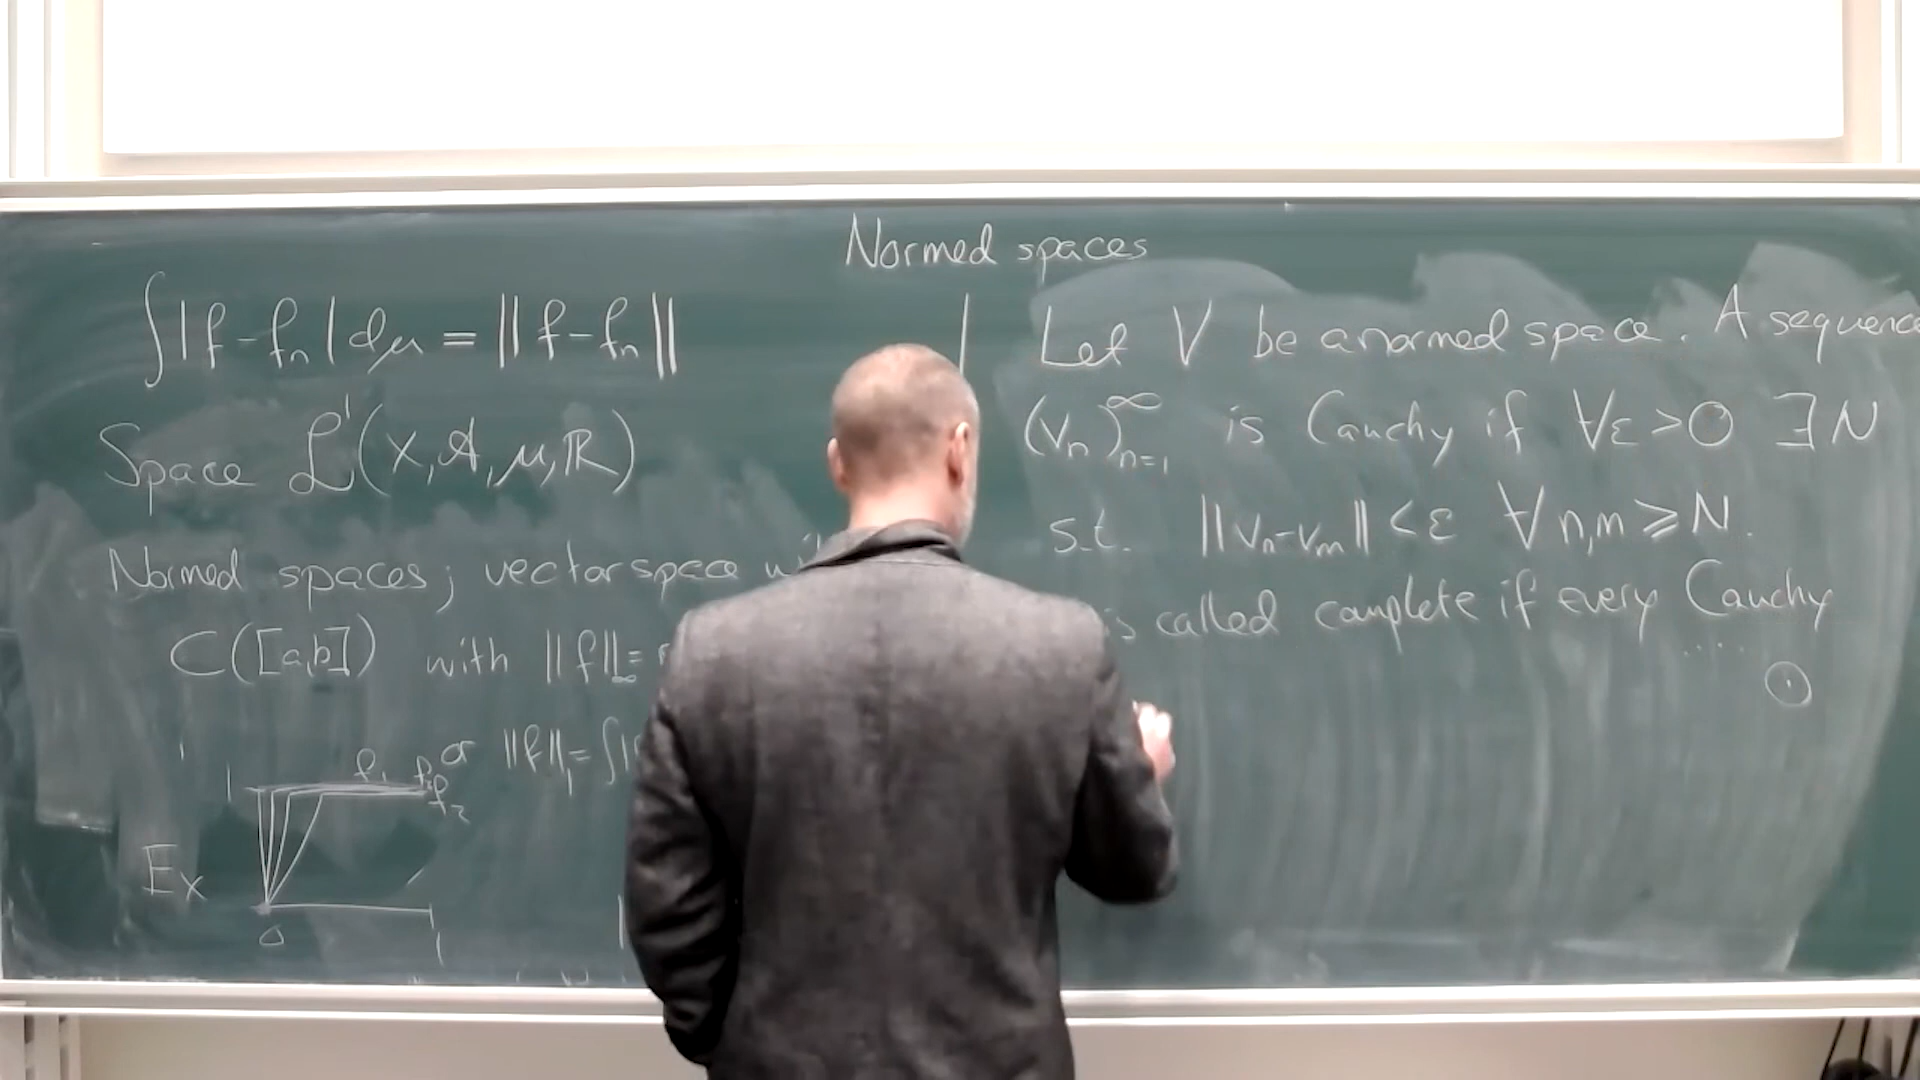 Normed spaces
∫|f-fₙ|dμ = ||f-fₙ||
Space ℒ¹(X,𝒜,μ,ℝ)
Normed spaces; vectorspace
C([a,b]) with ||f||∞=
or ||f||₁=∫|
1 f₁ f₂
Ex
0 1
Let V be a normed space. A sequence
(vₙ)ₙ₌₁^∞ is Cauchy if ∀ε>0 ∃N
s.t. ||vₙ-vₘ||<ε ∀n,m⩾N.
is called complete if every Cauchy
....